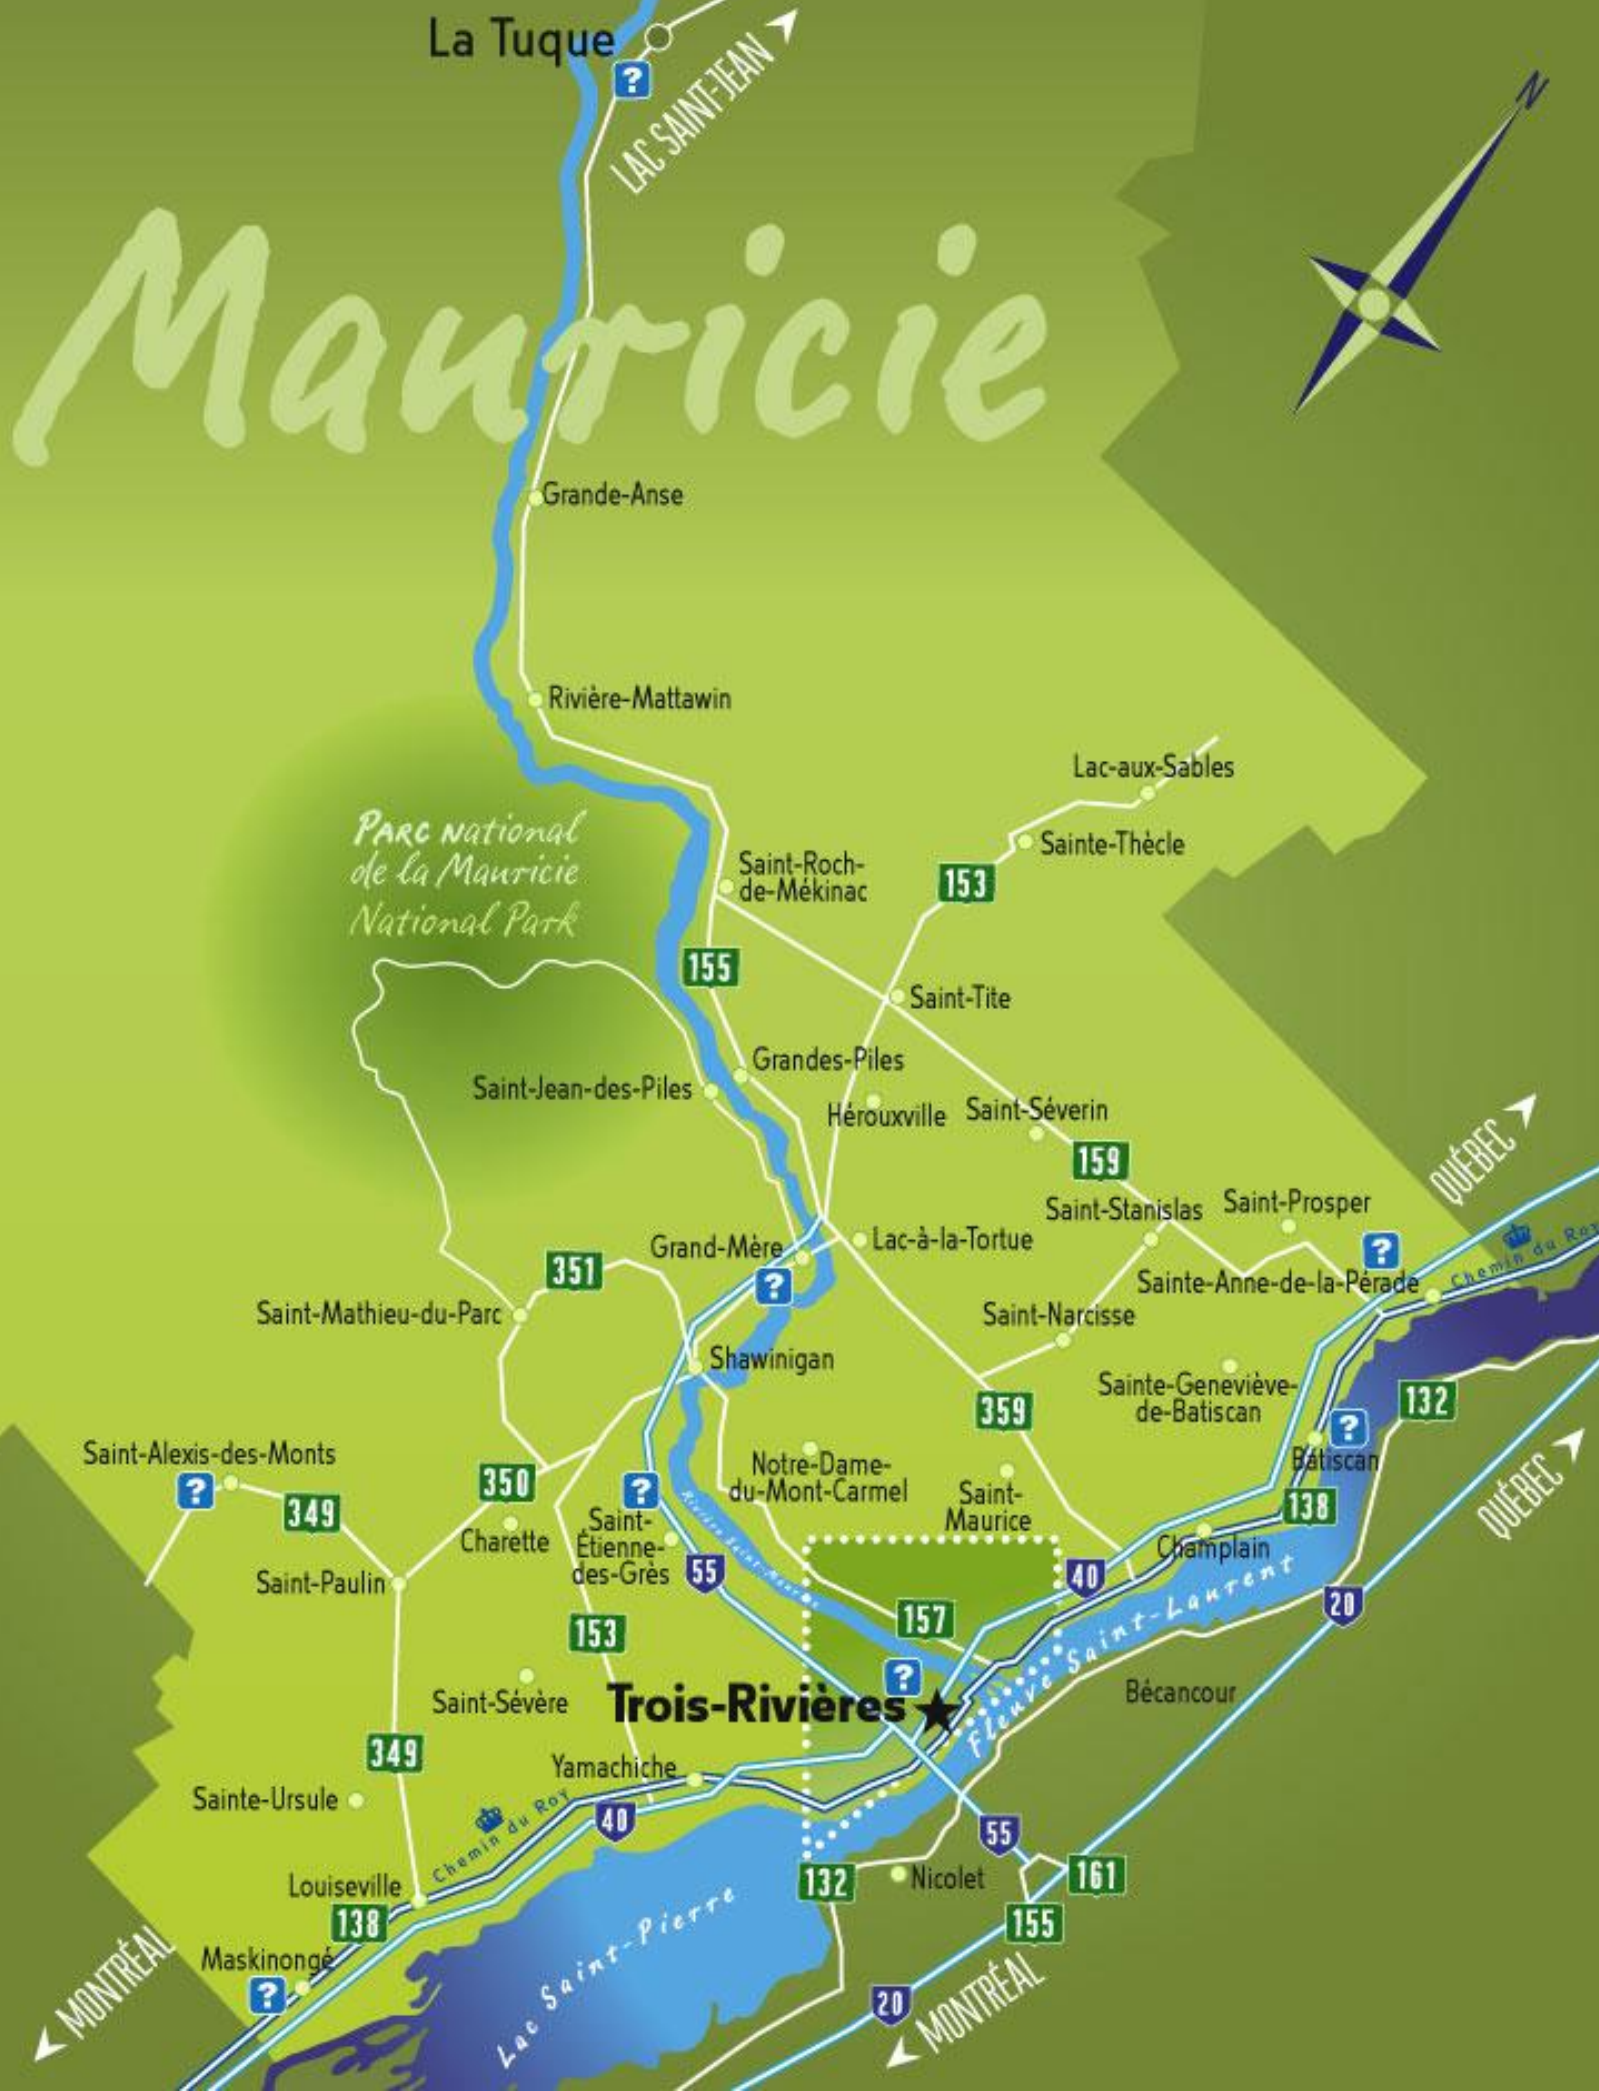 La Tuque
?
LAC SAINT-JEAN
N
Mauricie
Grande-Anse
Rivière-Mattawin
Lac-aux-Sables
Sainte-Thècle
Parc National
de la Mauricie
National Park
Saint-Roch-
de-Mékinac
153
155
Saint-Tite
Grandes-Piles
Saint-Jean-des-Piles
Hérouxville
Saint-Séverin
159
QUÉBEC
Saint-Stanislas
Saint-Prosper
Grand-Mère
Lac-à-la-Tortue
?
Chemin du Roy
351
?
Sainte-Anne-de-la-Pérade
Saint-Mathieu-du-Parc
Saint-Narcisse
Shawinigan
Sainte-Geneviève-
de-Batiscan
359
132
?
Batiscan
Saint-Alexis-des-Monts
?
349
350
?
Notre-Dame-
du-Mont-Carmel
Saint-
Maurice
138
QUÉBEC
Charette
Saint-
Étienne-
des-Grès
Rivière Saint-Maurice
55
Champlain
40
Saint-Paulin
20
153
157
Fleuve Saint-Laurent
?
Saint-Sévère
Trois-Rivières
Bécancour
349
Yamachiche
Sainte-Ursule
40
Chemin du Roy
55
Louiseville
132
Nicolet
161
138
155
MONTRÉAL
Maskinongé
?
Lac Saint-Pierre
20
MONTRÉAL